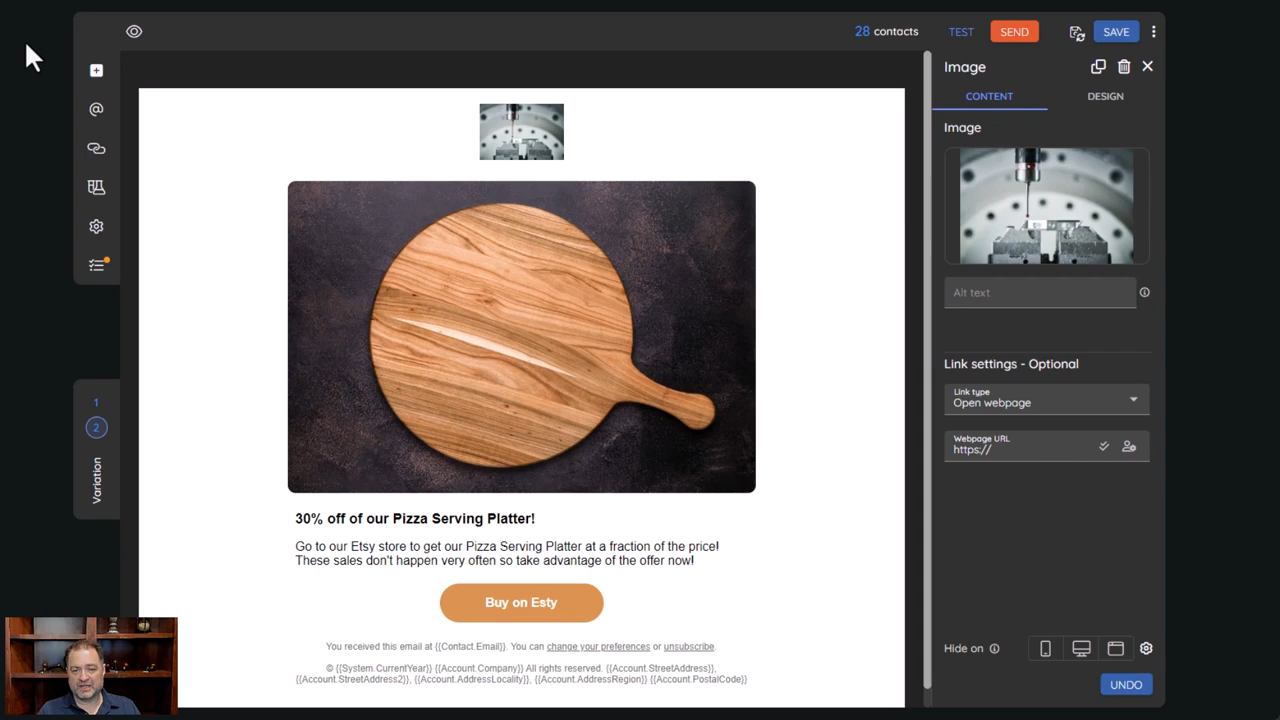 28 contacts
TEST
SEND
SAVE
Image
CONTENT
DESIGN
Image
Alt text
Link settings - Optional
Link type
Open webpage
Webpage URL
https://
Hide on
UNDO
1
2
Variation
30% off of our Pizza Serving Platter!
Go to our Etsy store to get our Pizza Serving Platter at a fraction of the price!
These sales don't happen very often so take advantage of the offer now!
Buy on Esty
You received this email at {{Contact.Email}}. You can change your preferences or unsubscribe.
© {{System.CurrentYear}} {{Account.Company}} All rights reserved. {{Account.StreetAddress}},
{{Account.StreetAddress2}}, {{Account.AddressLocality}}, {{Account.AddressRegion}} {{Account.PostalCode}}